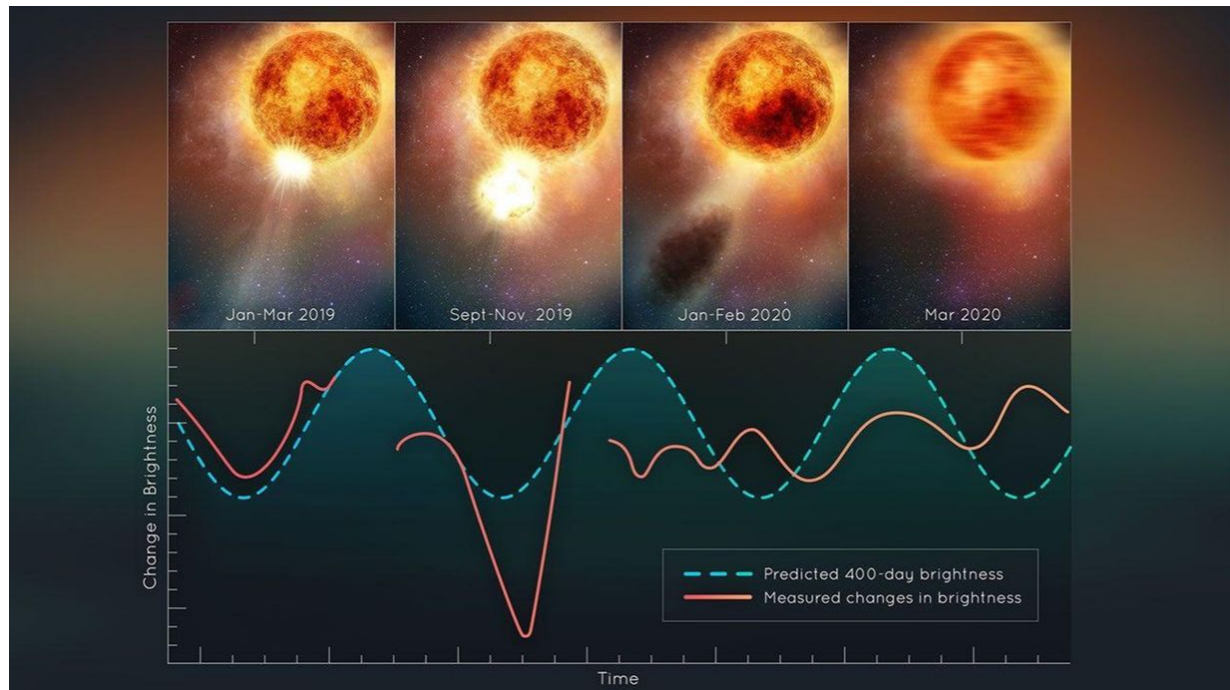 Jan-Mar 2019
Sept-Nov. 2019
Jan-Feb 2020
Mar 2020
Change in Brightness
Predicted 400-day brightness
Measured changes in brightness
Time